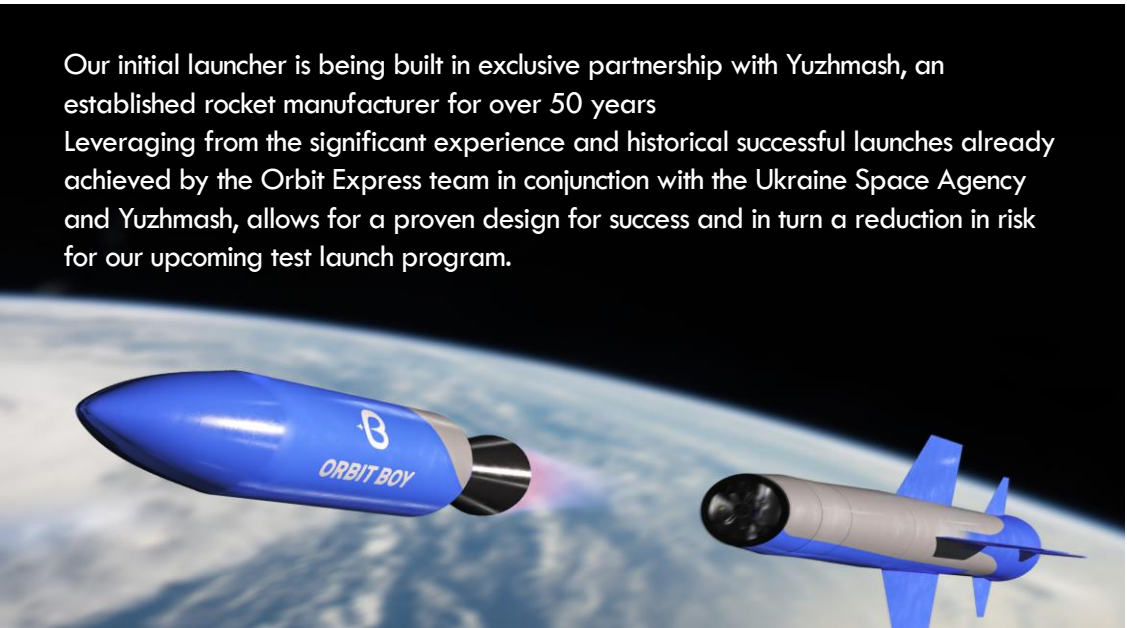 Our initial launcher is being built in exclusive partnership with Yuzhmash, an
established rocket manufacturer for over 50 years
Leveraging from the significant experience and historical successful launches already
achieved by the Orbit Express team in conjunction with the Ukraine Space Agency
and Yuzhmash, allows for a proven design for success and in turn a reduction in risk
for our upcoming test launch program.
B
ORBIT BOY